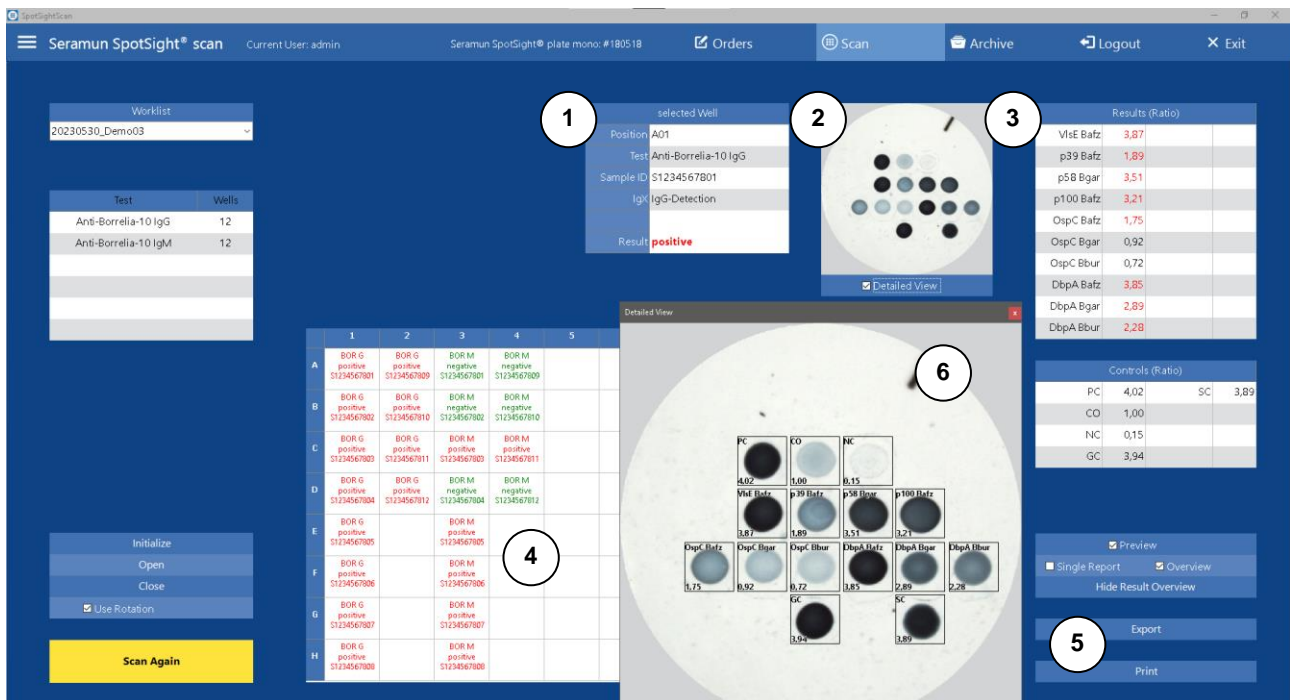 SpotSightScan
Seramun SpotSight® scan Current User: admin Seramun SpotSight® plate mono: #180518 Orders Scan Archive Logout Exit
Worklist
20230530_Demo03
Test Wells
Anti-Borrelia-10 IgG 12
Anti-Borrelia-10 IgM 12
Initialize
Open
Close
Use Rotation
Scan Again
1
selected Well
Position A01
Test Anti-Borrelia-10 IgG
Sample ID S1234567801
IgX IgG-Detection
Result positive
2
Detailed View
3
Results (Ratio)
VlsE Bafz 3,87
p39 Bafz 1,89
p58 Bgar 3,51
p100 Bafz 3,21
OspC Bafz 1,75
OspC Bgar 0,92
OspC Bbur 0,72
DbpA Bafz 3,85
DbpA Bgar 2,89
DbpA Bbur 2,28
Controls (Ratio)
PC 4,02 SC 3,89
CO 1,00
NC 0,15
GC 3,94
1 2 3 4 5
A
BOR G BOR G BOR M BOR M
positive positive negative negative
S1234567801 S1234567809 S1234567801 S1234567809
B
BOR G BOR G BOR M BOR M
positive positive negative negative
S1234567802 S1234567810 S1234567802 S1234567810
C
BOR G BOR G BOR M BOR M
positive positive positive positive
S1234567803 S1234567811 S1234567803 S1234567811
D
BOR G BOR G BOR M BOR M
positive positive negative negative
S1234567804 S1234567812 S1234567804 S1234567812
E
BOR G BOR M
positive positive
S1234567805 S1234567805
F
BOR G BOR M
positive positive
S1234567806 S1234567806
G
BOR G BOR M
positive positive
S1234567807 S1234567807
H
BOR G BOR M
positive positive
S1234567808 S1234567808
4
Detailed View
6
PC CO NC
4,02 1,00 0,15
VlsE Bafz p39 Bafz p58 Bgar p100 Bafz
3,87 1,89 3,51 3,21
OspC Bafz OspC Bgar OspC Bbur DbpA Bafz DbpA Bgar DbpA Bbur
1,75 0,92 0,72 3,85 2,89 2,28
GC SC
3,94 3,89
Preview
Single Report Overview
Hide Result Overview
Export
5
Print